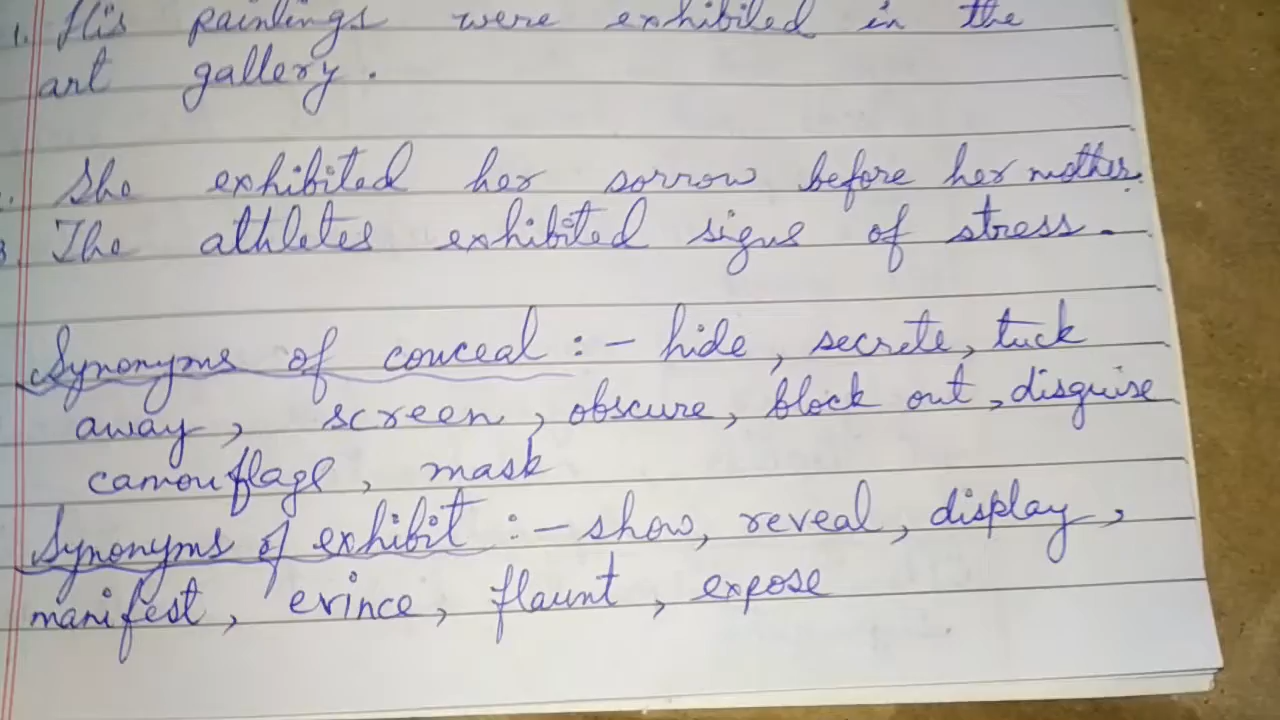 1. His paintings were exhibited in the
art gallery.
2. She exhibited her sorrow before her mother.
3. The athletes exhibited signs of stress.
Synonyms of conceal :- hide, secrete, tuck
away, screen, obscure, block out, disguise
camouflage, mask
Synonyms of exhibit :- show, reveal, display,
manifest, evince, flaunt, expose